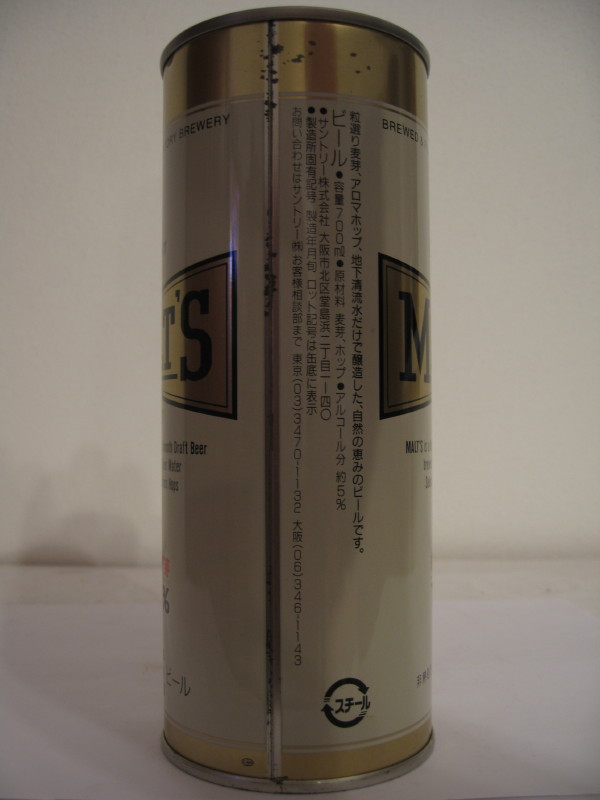 BREWERY
BREWED
T'S
M
Draft Beer
Water
Hops
%
ビール
MALT'S
粒選り麦芽、アロマホップ、地下清流水だけで醸造した、自然の恵みのビールです。
ビール ●容量700mℓ ●原材料 麦芽、ホップ ●アルコール分 約5%
●サントリー株式会社 大阪市北区堂島浜二丁目一ー四〇
●製造所固有記号 製造年月旬 ロット記号は缶底に表示
お問い合わせはサントリー㈱ お客様相談部まで 東京(03)3470-1132 大阪(06)346-1143
スチール